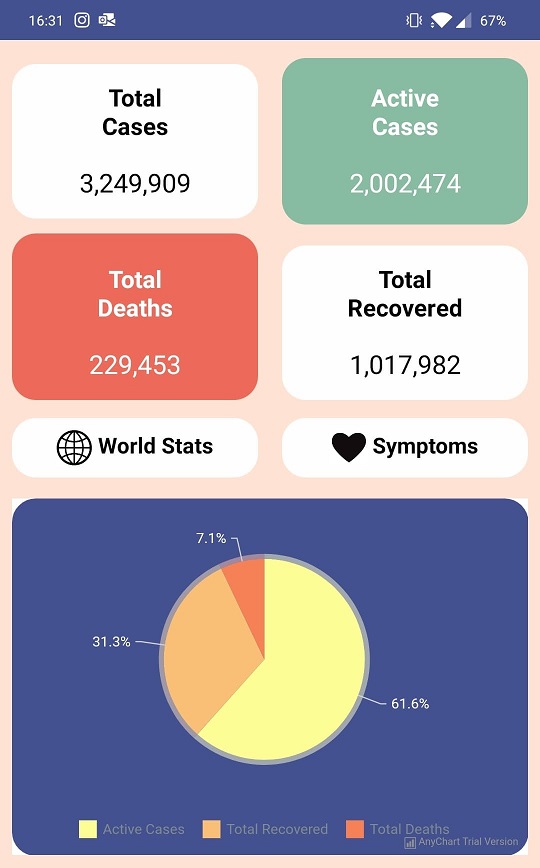 16:31
67%
Total
Cases
3,249,909
Active
Cases
2,002,474
Total
Deaths
229,453
Total
Recovered
1,017,982
World Stats
Symptoms
7.1%
31.3%
61.6%
Active Cases
Total Recovered
Total Deaths
AnyChart Trial Version